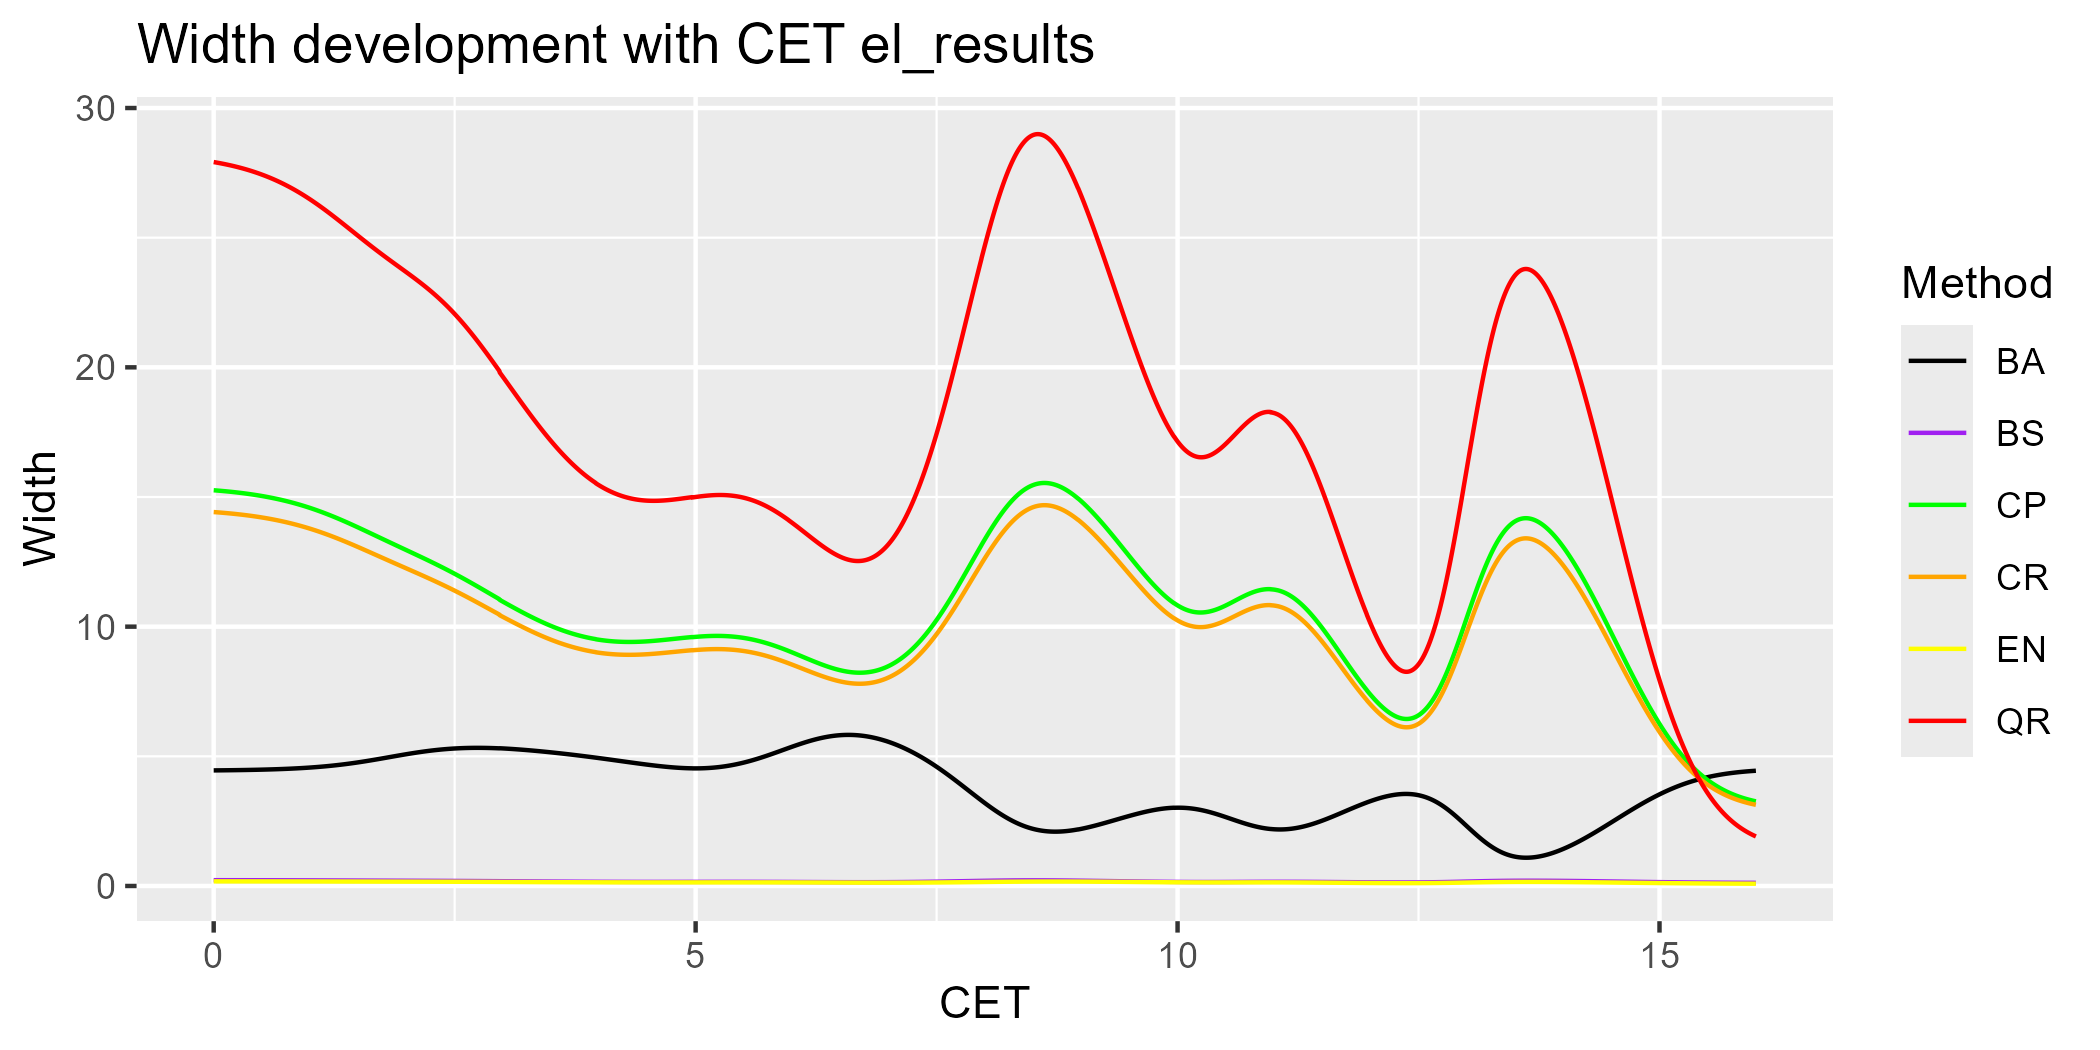 Width development with CET el_results
30
20
10
0
Width
0 5 10 15
CET
Method
BA
BS
CP
CR
EN
QR